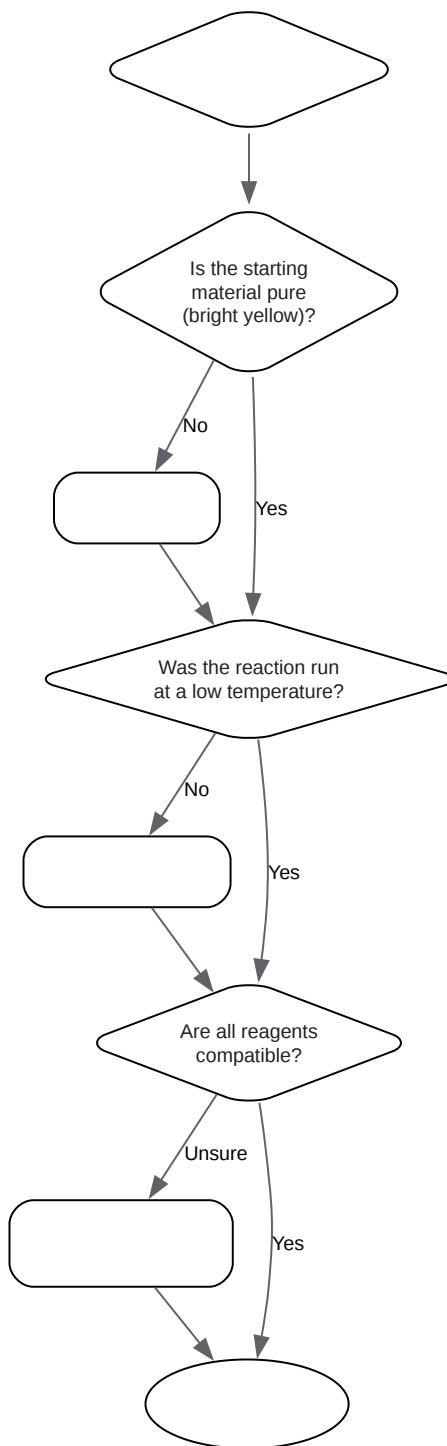 Is the starting
material pure
(bright yellow)?
No
Yes
Was the reaction run
at a low temperature?
No
Yes
Are all reagents
compatible?
Unsure
Yes